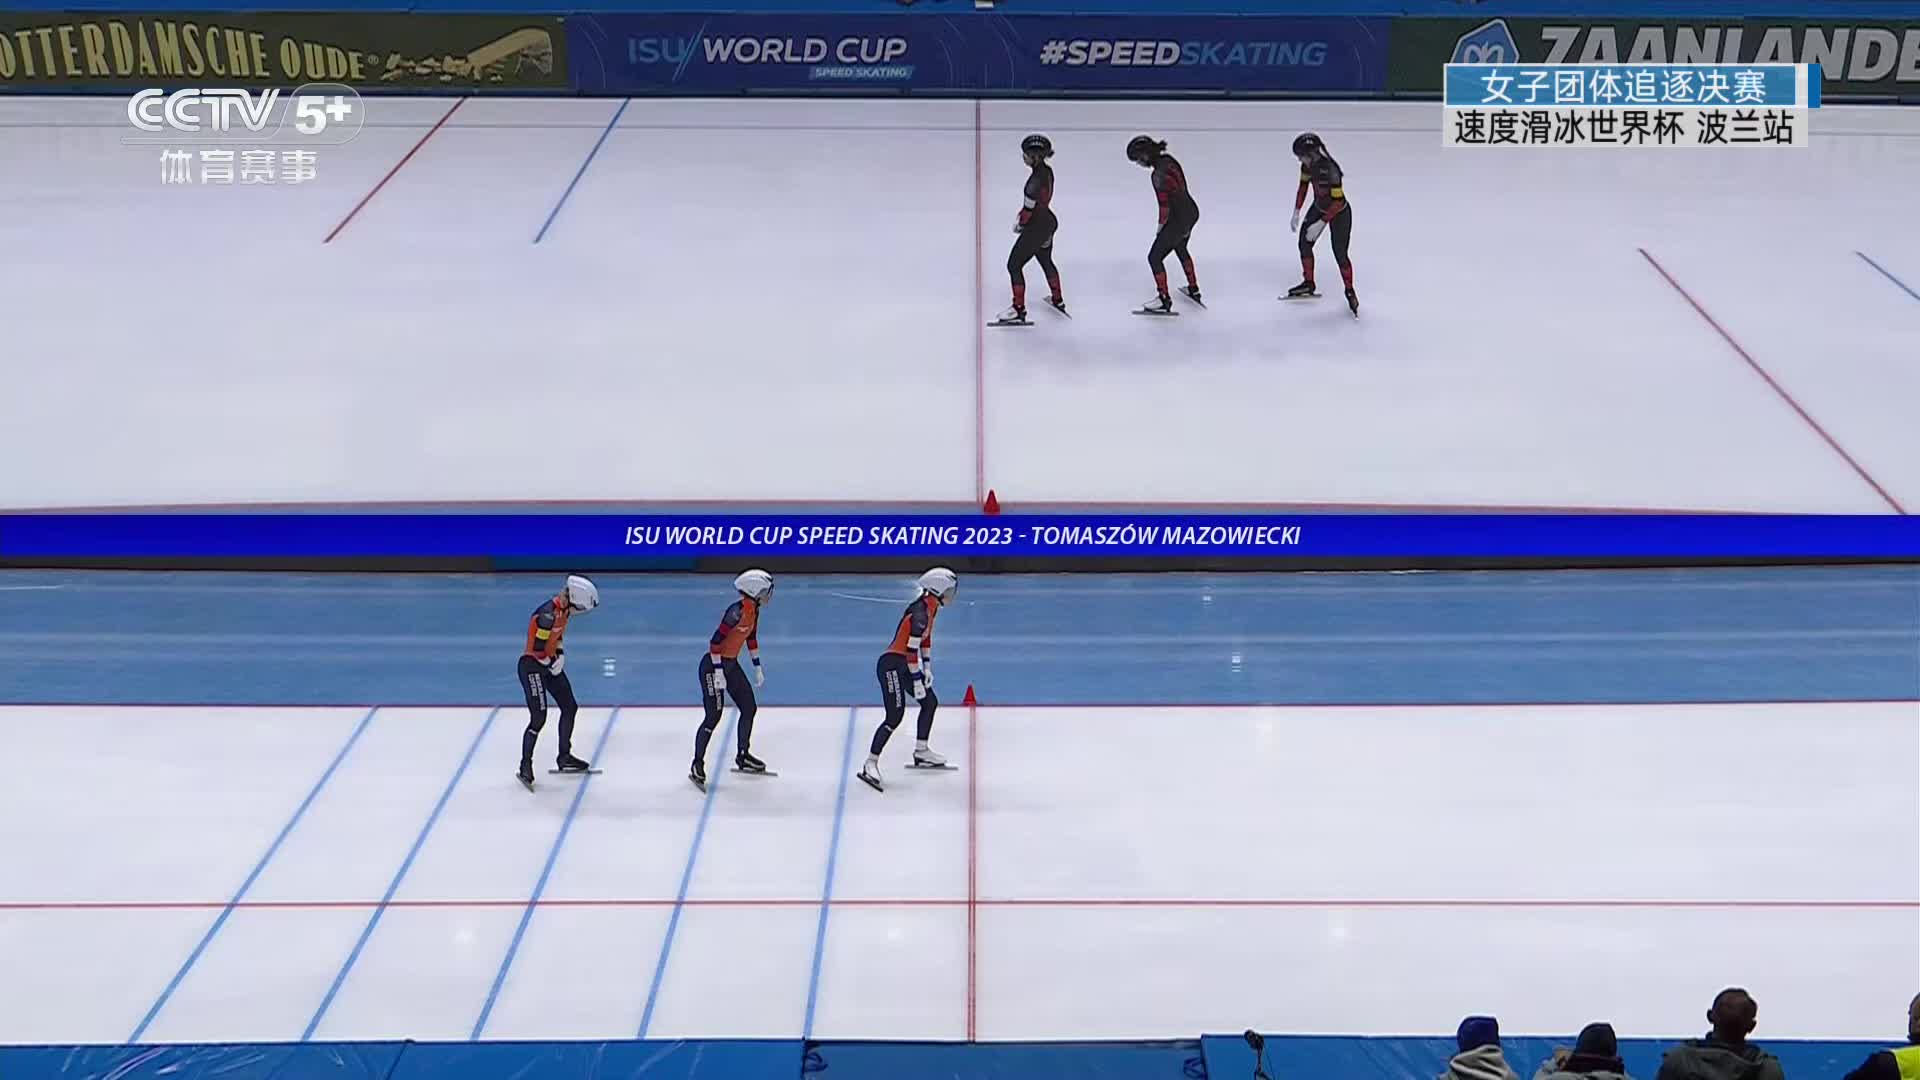 OTTERDAMSCHE OUDE®
ISU WORLD CUP
SPEED SKATING
#SPEEDSKATING
ZAANLANDE
女子团体追逐决赛
速度滑冰世界杯 波兰站
CCTV 5+
体育赛事
ISU WORLD CUP SPEED SKATING 2023 - TOMASZÓW MAZOWIECKI